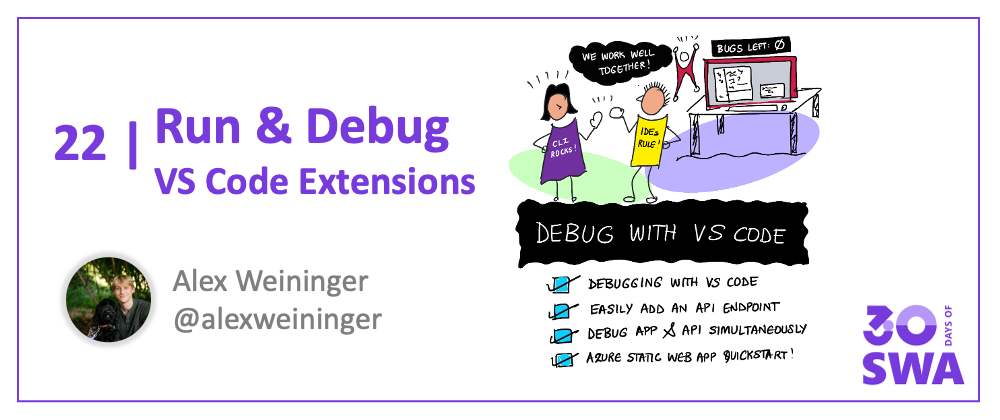 22 |
Run & Debug
VS Code Extensions
Alex Weininger
@alexweininger
WE WORK WELL
TOGETHER!
BUGS LEFT: 0
CLI
ROCKS!
IDEs
RULE!
DEBUG WITH VS CODE
DEBUGGING WITH VS CODE
EASILY ADD AN API ENDPOINT
DEBUG APP & API SIMULTANEOUSLY
AZURE STATIC WEB APP QUICKSTART!
30
DAYS OF
SWA